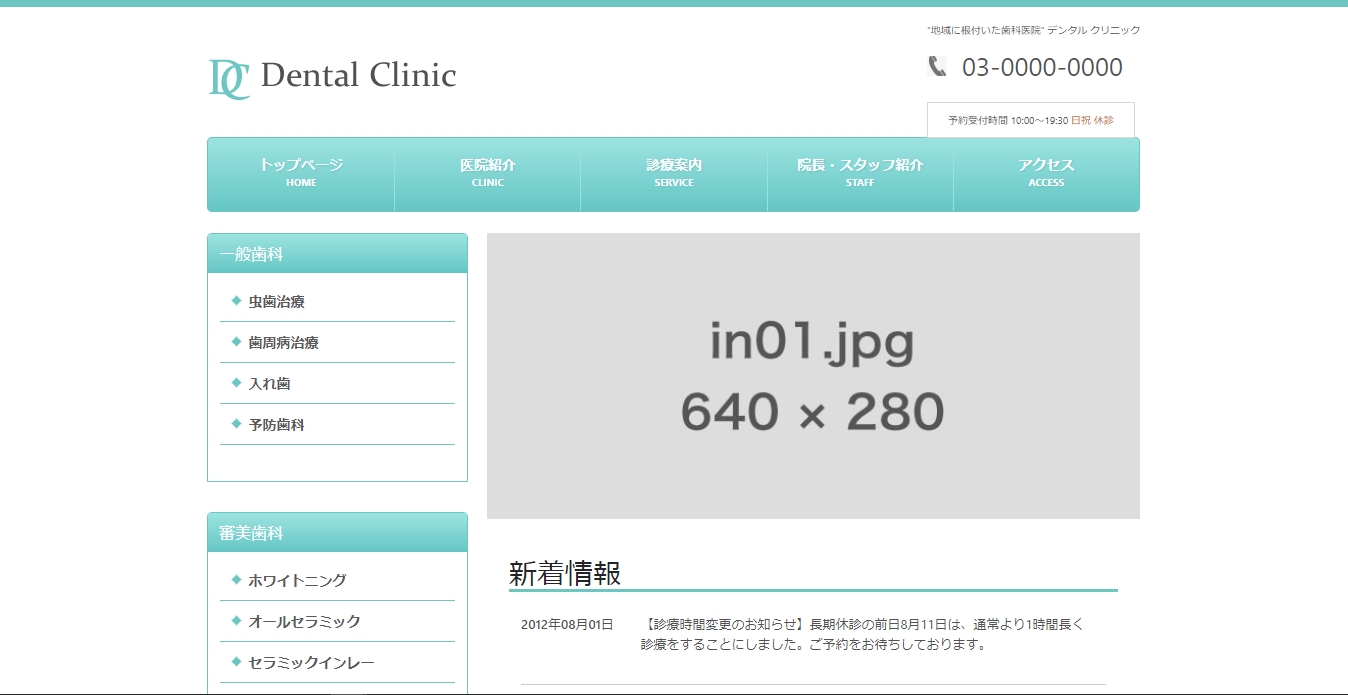 "地域に根付いた歯科医院" デンタル クリニック
DC Dental Clinic
03-0000-0000
予約受付時間 10:00～19:30 日祝 休診
トップページ
HOME
医院紹介
CLINIC
診療案内
SERVICE
院長・スタッフ紹介
STAFF
アクセス
ACCESS
一般歯科
虫歯治療
歯周病治療
入れ歯
予防歯科
審美歯科
ホワイトニング
オールセラミック
セラミックインレー
in01.jpg
640 × 280
新着情報
2012年08月01日
【診療時間変更のお知らせ】長期休診の前日8月11日は、通常より1時間長く
診療をすることにしました。ご予約をお待ちしております。